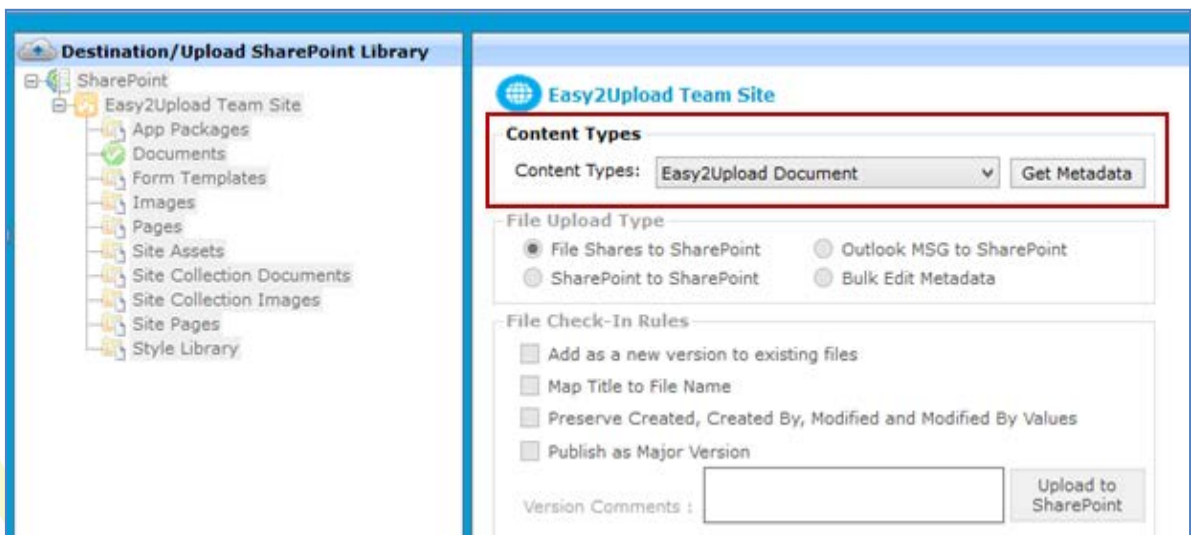 Destination/Upload SharePoint Library
SharePoint
Easy2Upload Team Site
App Packages
Documents
Form Templates
Images
Pages
Site Assets
Site Collection Documents
Site Collection Images
Site Pages
Style Library
Easy2Upload Team Site
Content Types
Content Types: Easy2Upload Document Get Metadata
File Upload Type
File Shares to SharePoint Outlook MSG to SharePoint
SharePoint to SharePoint Bulk Edit Metadata
File Check-In Rules
Add as a new version to existing files
Map Title to File Name
Preserve Created, Created By, Modified and Modified By Values
Publish as Major Version
Version Comments :
Upload to
SharePoint